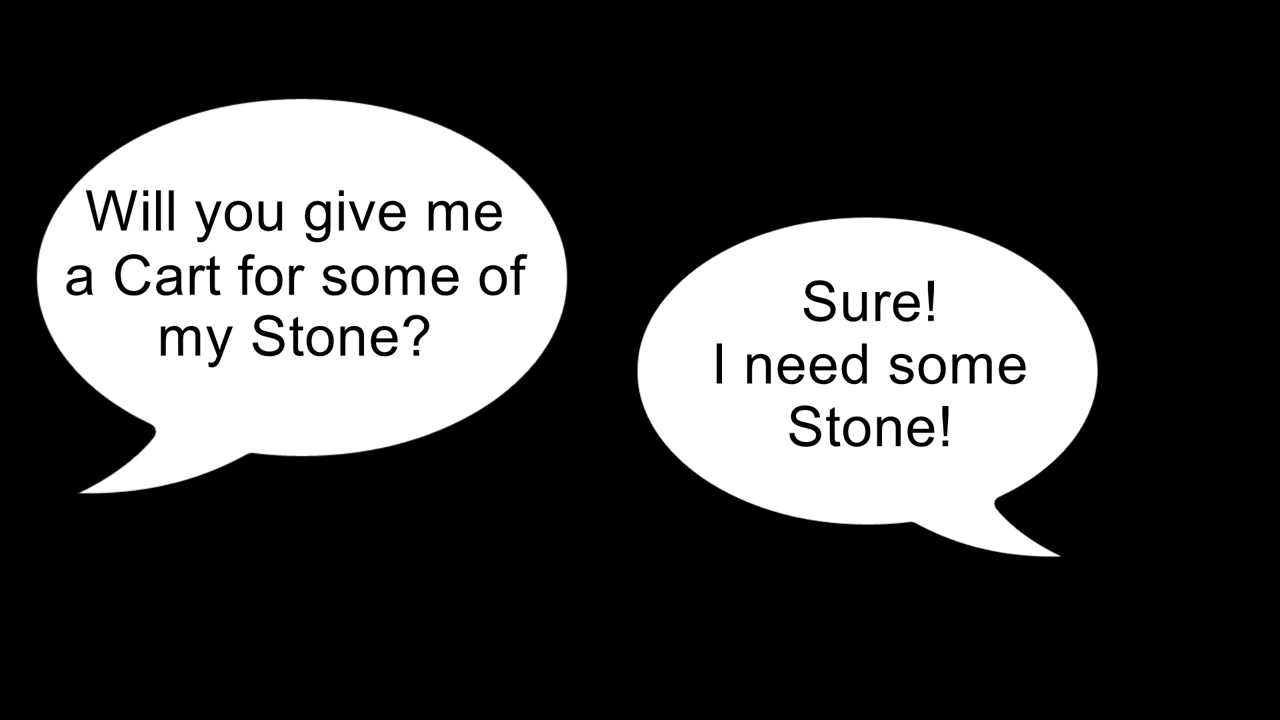 Will you give me
a Cart for some of
my Stone?
Sure!
I need some
Stone!